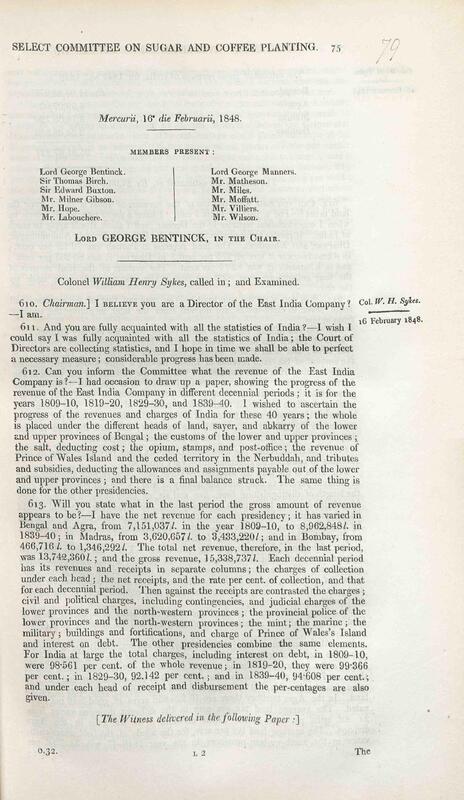 SELECT COMMITTEE ON SUGAR AND COFFEE PLANTING. 75
79
Mercurii, 16° die Februarii, 1848.
MEMBERS PRESENT:
Lord George Bentinck.
Sir Thomas Birch.
Sir Edward Buxton.
Mr. Milner Gibson.
Mr. Hope.
Mr. Labouchere.
Lord George Manners.
Mr. Matheson.
Mr. Miles.
Mr. Moffatt.
Mr. Villiers.
Mr. Wilson.
LORD GEORGE BENTINCK, IN THE CHAIR.
Colonel William Henry Sykes, called in; and Examined.
610. Chairman.] I BELIEVE you are a Director of the East India Company?
—I am.
Col. W. H. Sykes.
16 February 1848.
611. And you are fully acquainted with all the statistics of India?—I wish I
could say I was fully acquainted with all the statistics of India; the Court of
Directors are collecting statistics, and I hope in time we shall be able to perfect
a necessary measure; considerable progress has been made.
612. Can you inform the Committee what the revenue of the East India
Company is?—I had occasion to draw up a paper, showing the progress of the
revenue of the East India Company in different decennial periods; it is for the
years 1809-10, 1819-20, 1829-30, and 1839-40. I wished to ascertain the
progress of the revenues and charges of India for these 40 years; the whole
is placed under the different heads of land, sayer, and abkarry of the lower
and upper provinces of Bengal; the customs of the lower and upper provinces;
the salt, deducting cost; the opium, stamps, and post-office; the revenue of
Prince of Wales Island and the ceded territory in the Nerbuddah, and tributes
and subsidies, deducting the allowances and assignments payable out of the lower
and upper provinces; and there is a final balance struck. The same thing is
done for the other presidencies.
613. Will you state what in the last period the gross amount of revenue
appears to be?—I have the net revenue for each presidency; it has varied in
Bengal and Agra, from 7,151,037l. in the year 1809-10, to 8,962,848l. in
1839-40; in Madras, from 3,620,657l. to 3,433,220l; and in Bombay, from
466,716l. to 1,346,292l. The total net revenue, therefore, in the last period,
was 13,742,360l.; and the gross revenue, 15,338,737l. Each decennial period
has its revenues and receipts in separate columns; the charges of collection
under each head; the net receipts, and the rate per cent. of collection, and that
for each decennial period. Then against the receipts are contrasted the charges;
civil and political charges, including contingencies, and judicial charges of the
lower provinces and the north-western provinces; the provincial police of the
lower provinces and the north-western provinces; the mint; the marine; the
military; buildings and fortifications, and charge of Prince of Wales's Island
and interest on debt. The other presidencies combine the same elements.
For India at large the total charges, including interest on debt, in 1809-10,
were 98·561 per cent. of the whole revenue; in 1819-20, they were 99·366
per cent.; in 1829-30, 92.142 per cent.; and in 1839-40, 94·608 per cent.;
and under each head of receipt and disbursement the per-centages are also
given.
[The Witness delivered in the following Paper:]
0.32.
L 2
The